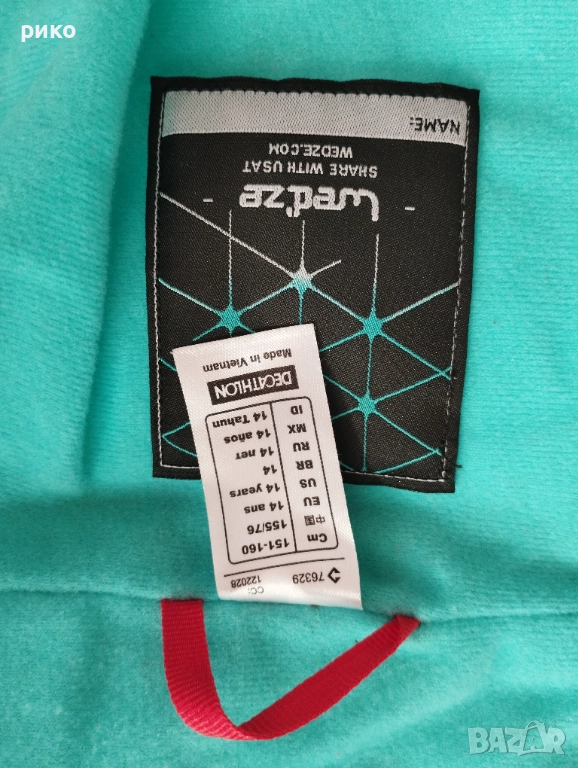 рико
NAME:
SHARE WITH US AT
WEDZE.COM
wed'ze
76329
CC:
122028
Cm 151-160
中国 155/76
EU 14 ans
US 14 years
BR 14
RU 14 лет
MX 14 años
ID 14 Tahun
DECATHLON
Made in Vietnam
BAZAR